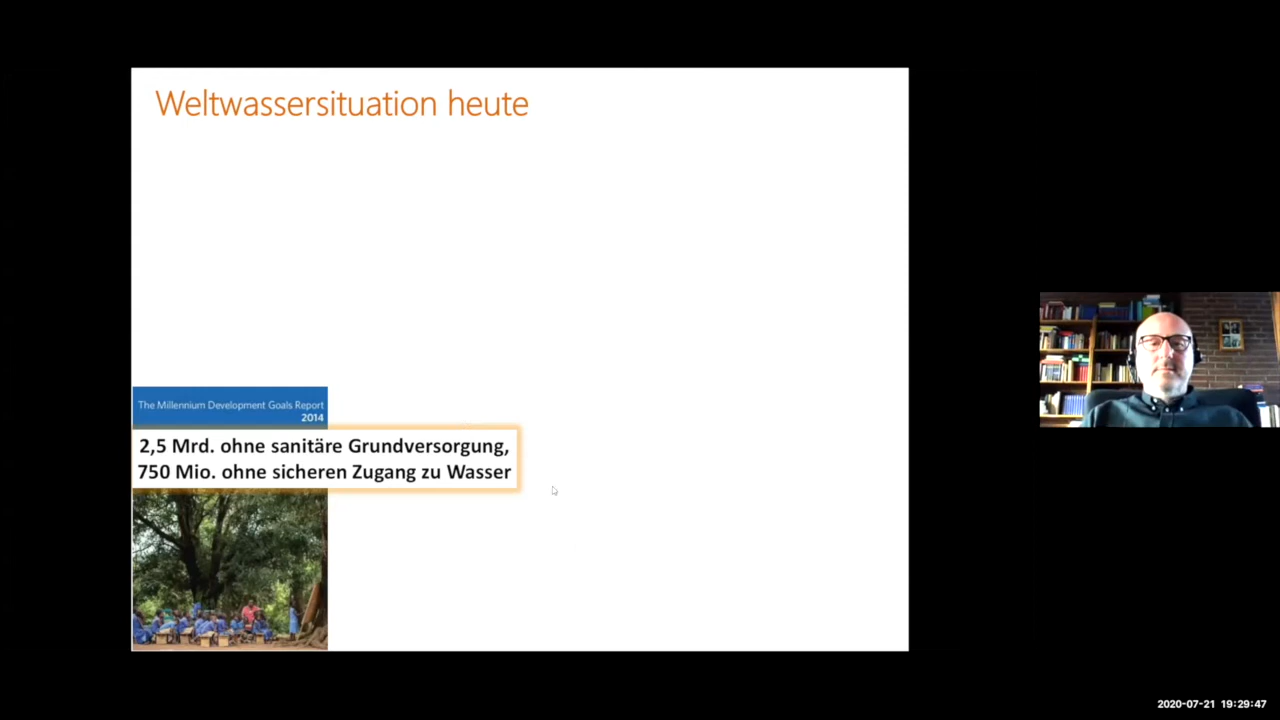 Weltwassersituation heute
The Millennium Development Goals Report
2014
2,5 Mrd. ohne sanitäre Grundversorgung,
750 Mio. ohne sicheren Zugang zu Wasser
2020-07-21 19:29:47